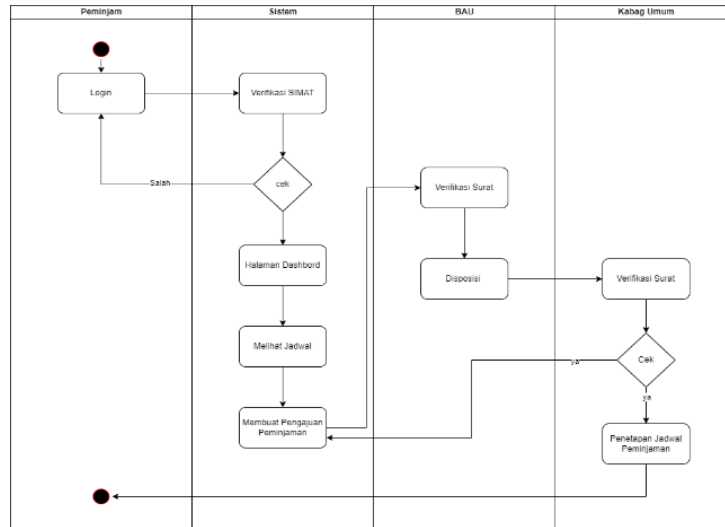 Peminjam
Sistem
BAU
Kabag Umum
Login
Verifikasi SIMAT
Salah
cek
Verifikasi Surat
Halaman Dashbord
Disposisi
Verifikasi Surat
Melihat Jadwal
Cek
ya
ya
Membuat Pengajuan
Peminjaman
Penetapan Jadwal
Peminjaman